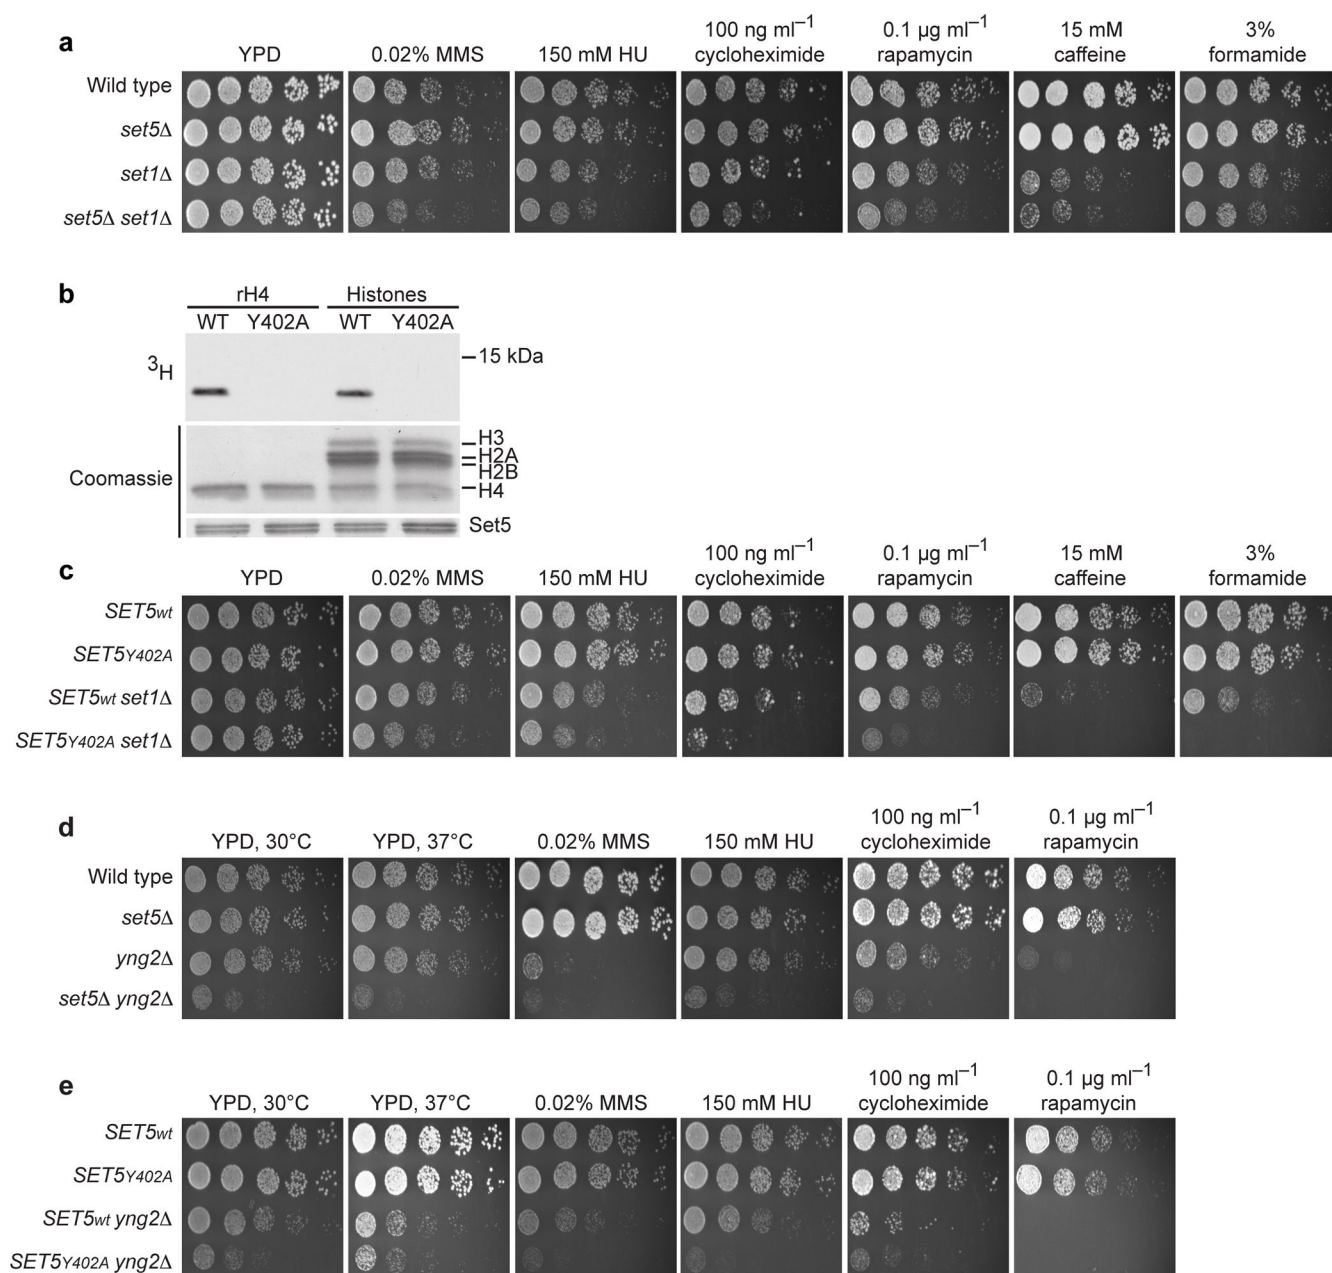 a
YPD 0.02% MMS 150 mM HU 100 ng ml–1 cycloheximide 0.1 µg ml–1 rapamycin 15 mM caffeine 3% formamide
Wild type
set5Δ
set1Δ
set5Δ set1Δ
b
rH4 Histones
WT Y402A WT Y402A
3H
15 kDa
Coomassie
H3
H2A
H2B
H4
Set5
c
YPD 0.02% MMS 150 mM HU 100 ng ml–1 cycloheximide 0.1 µg ml–1 rapamycin 15 mM caffeine 3% formamide
SET5wt
SET5Y402A
SET5wt set1Δ
SET5Y402A set1Δ
d
YPD, 30°C YPD, 37°C 0.02% MMS 150 mM HU 100 ng ml–1 cycloheximide 0.1 µg ml–1 rapamycin
Wild type
set5Δ
yng2Δ
set5Δ yng2Δ
e
YPD, 30°C YPD, 37°C 0.02% MMS 150 mM HU 100 ng ml–1 cycloheximide 0.1 µg ml–1 rapamycin
SET5wt
SET5Y402A
SET5wt yng2Δ
SET5Y402A yng2Δ